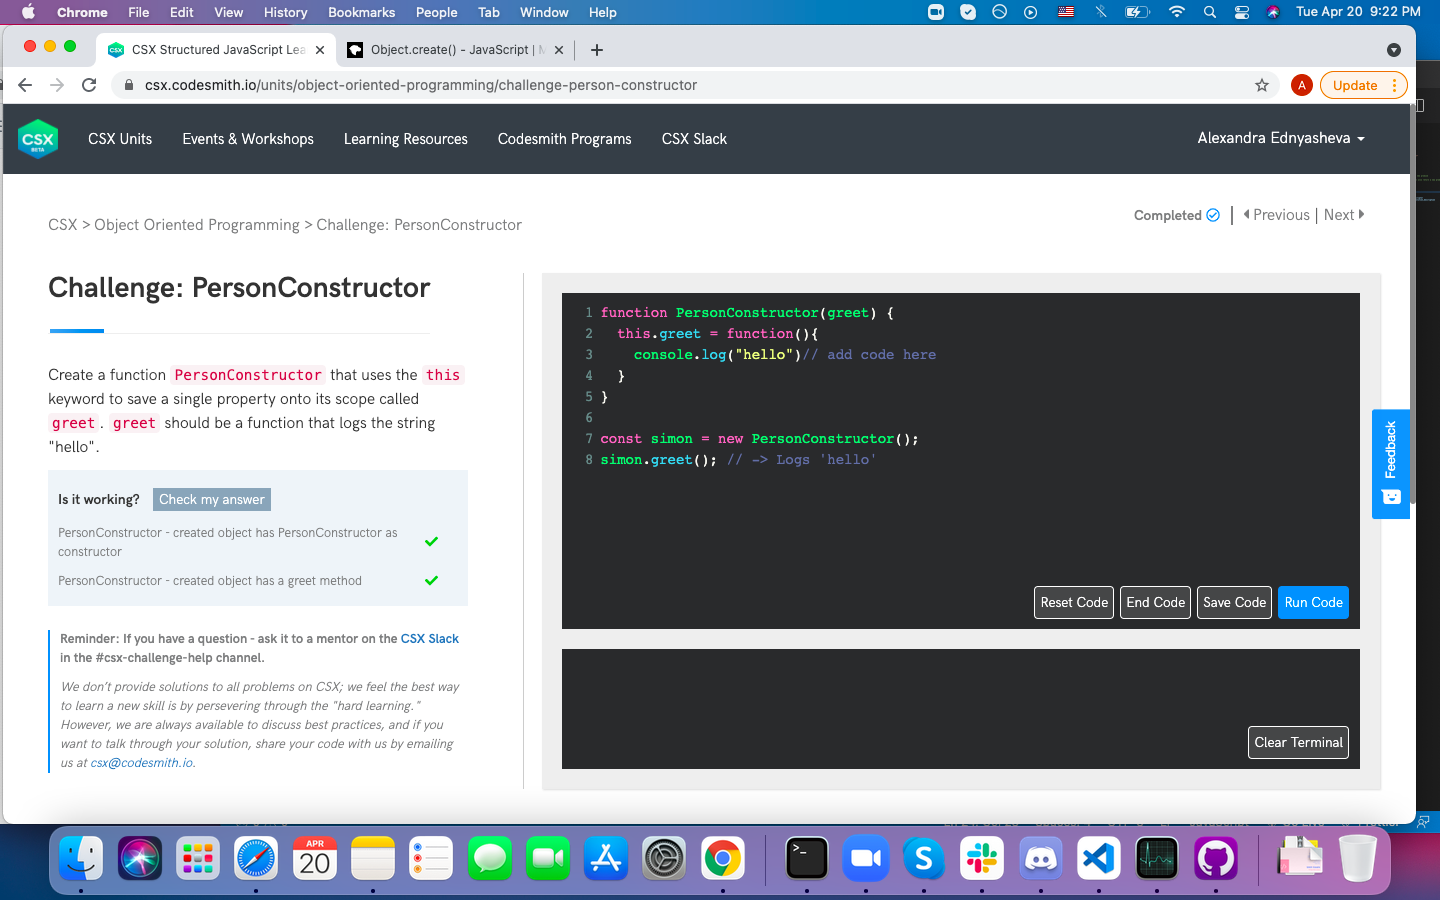 Chrome File Edit View History Bookmarks People Tab Window Help Tue Apr 20 9:22 PM
CSX Structured JavaScript Lea Object.create() - JavaScript | M
csx.codesmith.io/units/object-oriented-programming/challenge-person-constructor A Update
CSX BETA CSX Units Events & Workshops Learning Resources Codesmith Programs CSX Slack Alexandra Ednyasheva
CSX > Object Oriented Programming > Challenge: PersonConstructor Completed | Previous | Next
Challenge: PersonConstructor
Create a function PersonConstructor that uses the this
keyword to save a single property onto its scope called
greet . greet should be a function that logs the string
"hello".
Is it working? Check my answer
PersonConstructor - created object has PersonConstructor as
constructor
PersonConstructor - created object has a greet method
Reminder: If you have a question - ask it to a mentor on the CSX Slack
in the #csx-challenge-help channel.
We don't provide solutions to all problems on CSX; we feel the best way
to learn a new skill is by persevering through the "hard learning."
However, we are always available to discuss best practices, and if you
want to talk through your solution, share your code with us by emailing
us at csx@codesmith.io.
1 function PersonConstructor(greet) {
2 this.greet = function(){
3 console.log("hello")// add code here
4 }
5 }
6
7 const simon = new PersonConstructor();
8 simon.greet(); // -> Logs 'hello'
Reset Code End Code Save Code Run Code
Clear Terminal
Feedback
APR
20